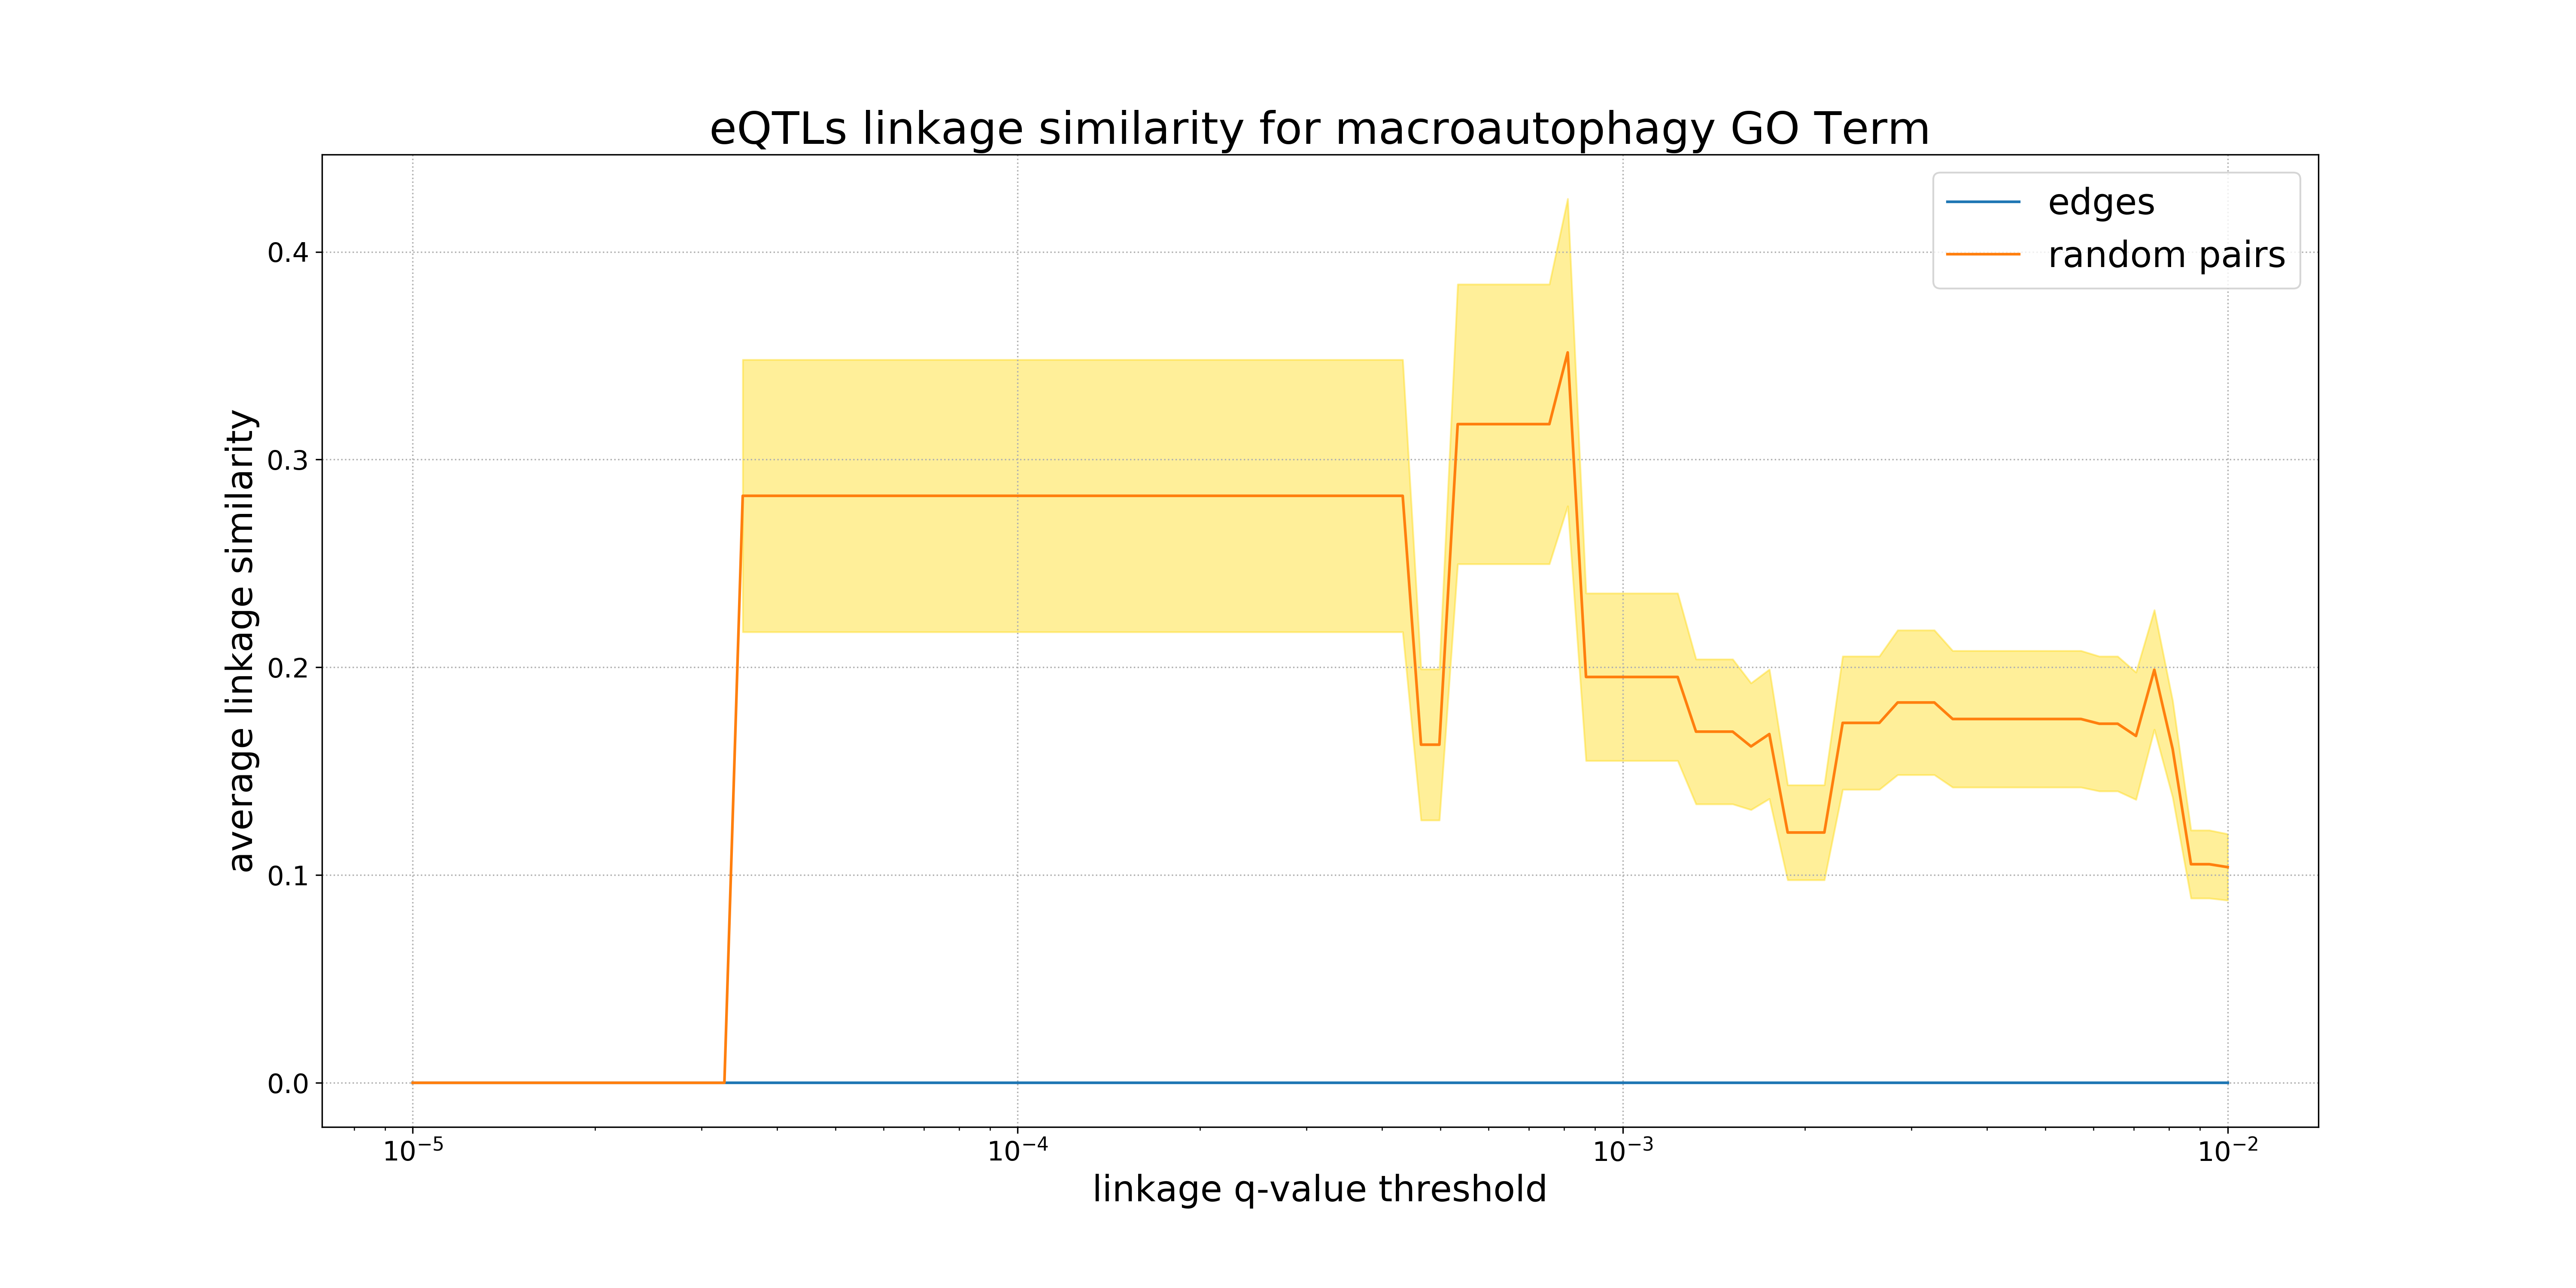 eQTLs linkage similarity for macroautophagy GO Term
edges
random pairs
average linkage similarity
0.4
0.3
0.2
0.1
0.0
10⁻⁵ 10⁻⁴ 10⁻³ 10⁻²
linkage q-value threshold